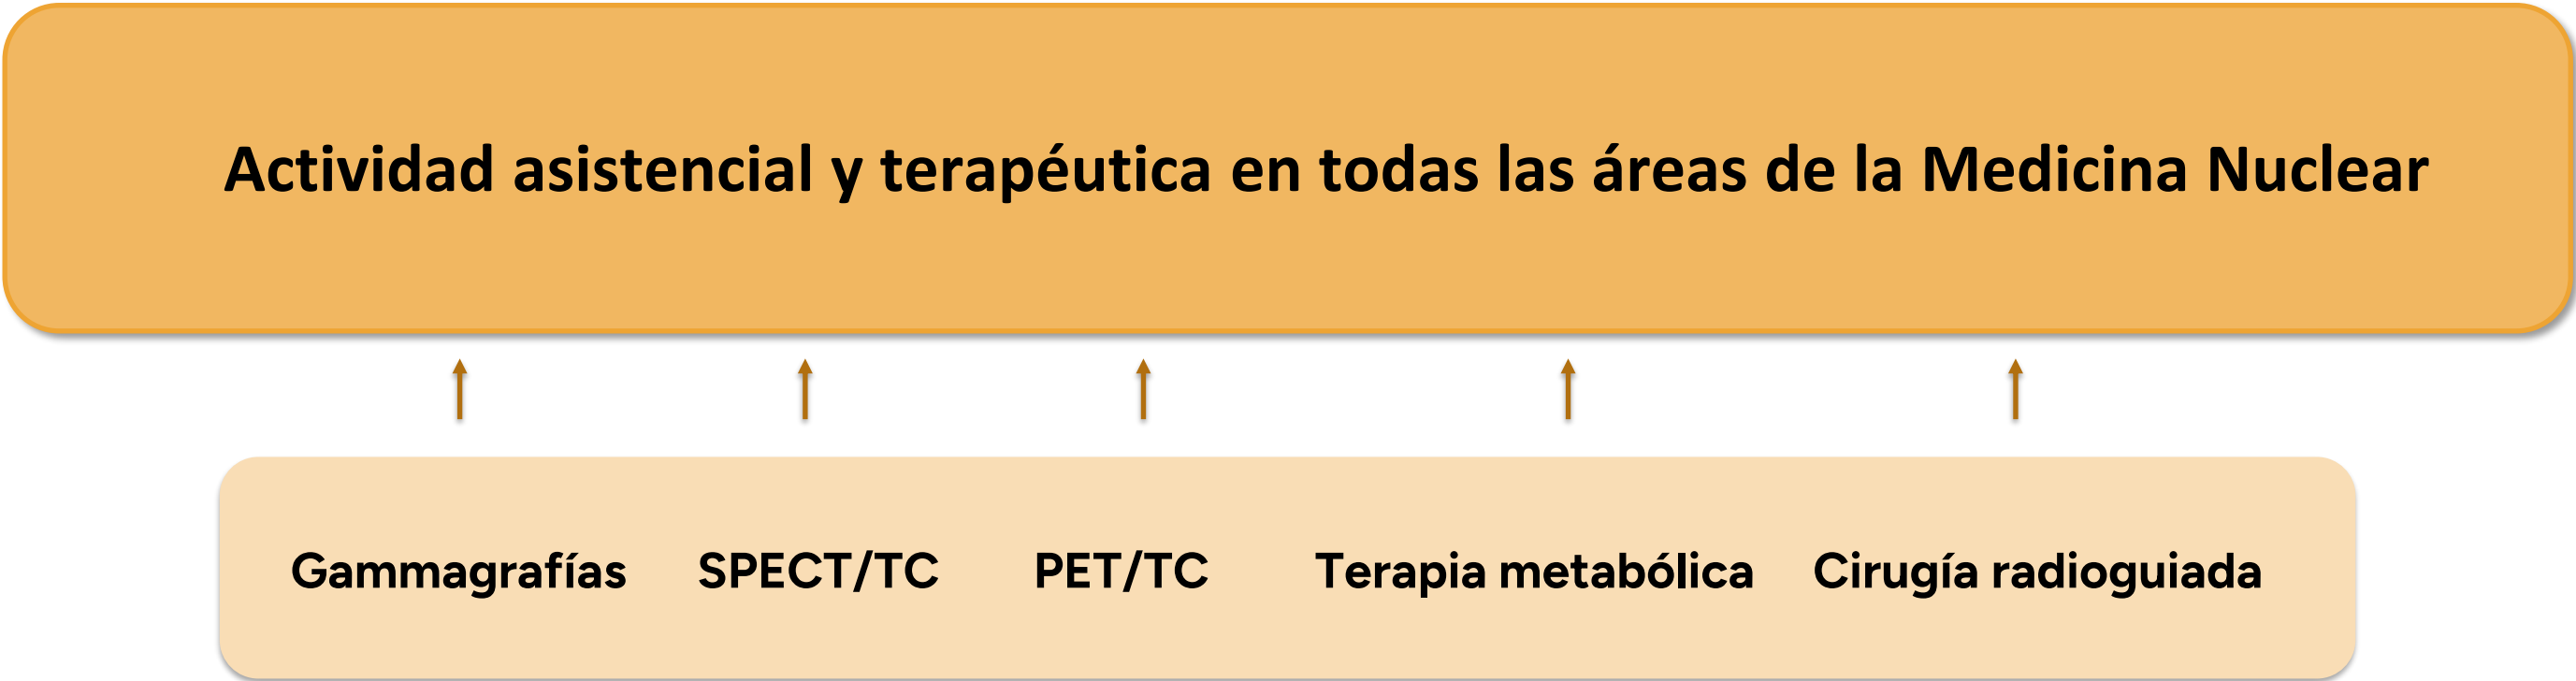 Actividad asistencial y terapéutica en todas las áreas de la Medicina Nuclear
Gammagrafías SPECT/TC PET/TC Terapia metabólica Cirugía radioguiada